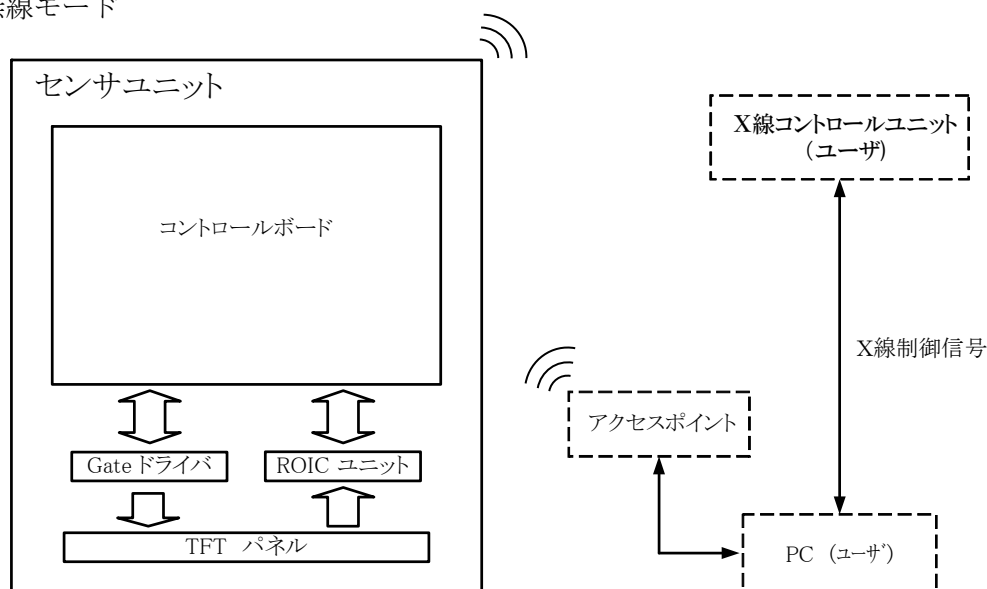 線モード
センサユニット
X線コントロールユニット
(ユーザ)
コントロールボード
X線制御信号
アクセスポイント
Gateドライバ
ROIC ユニット
TFT パネル
PC (ユーザ)